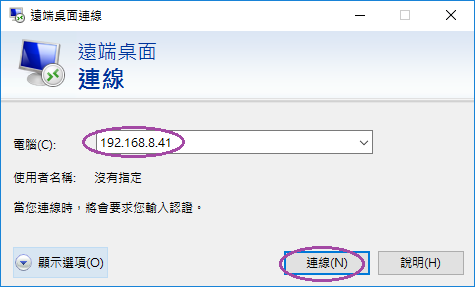 遠端桌面連線
遠端桌面
連線
電腦(C):
192.168.8.41
使用者名稱:
沒有指定
當您連線時，將會要求您輸入認證。
顯示選項(O)
連線(N)
說明(H)